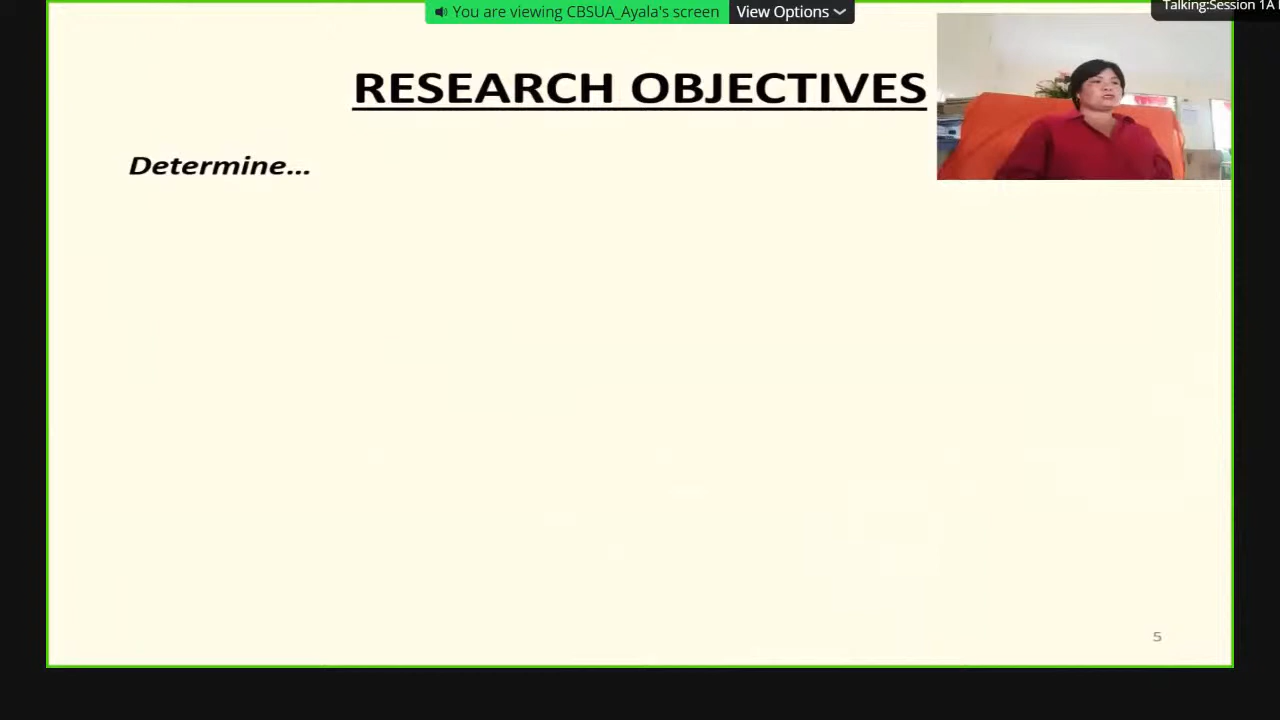 You are viewing CBSUA_Ayala's screen View Options
Talking:Session 1A
RESEARCH OBJECTIVES
Determine...
5